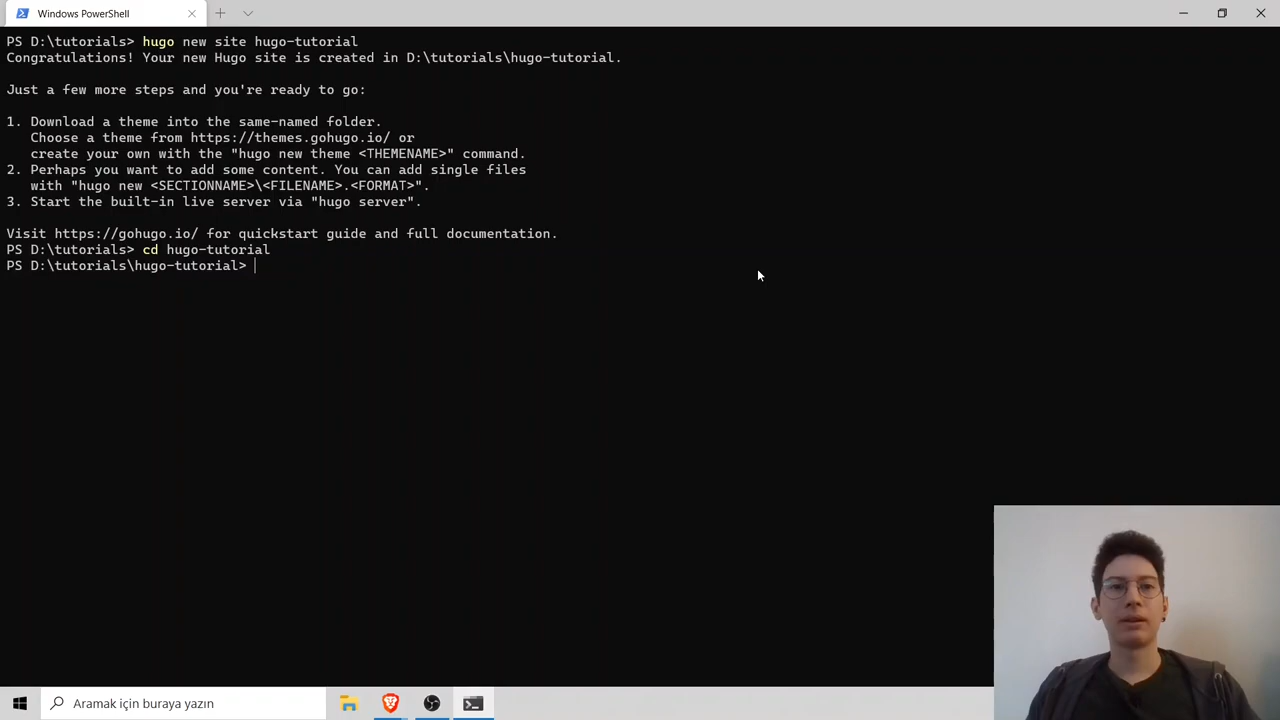 Windows PowerShell
PS D:\tutorials> hugo new site hugo-tutorial
Congratulations! Your new Hugo site is created in D:\tutorials\hugo-tutorial.
Just a few more steps and you're ready to go:
1. Download a theme into the same-named folder.
Choose a theme from https://themes.gohugo.io/ or
create your own with the "hugo new theme <THEMENAME>" command.
2. Perhaps you want to add some content. You can add single files
with "hugo new <SECTIONNAME>\<FILENAME>.<FORMAT>".
3. Start the built-in live server via "hugo server".
Visit https://gohugo.io/ for quickstart guide and full documentation.
PS D:\tutorials> cd hugo-tutorial
PS D:\tutorials\hugo-tutorial>
Aramak için buraya yazın